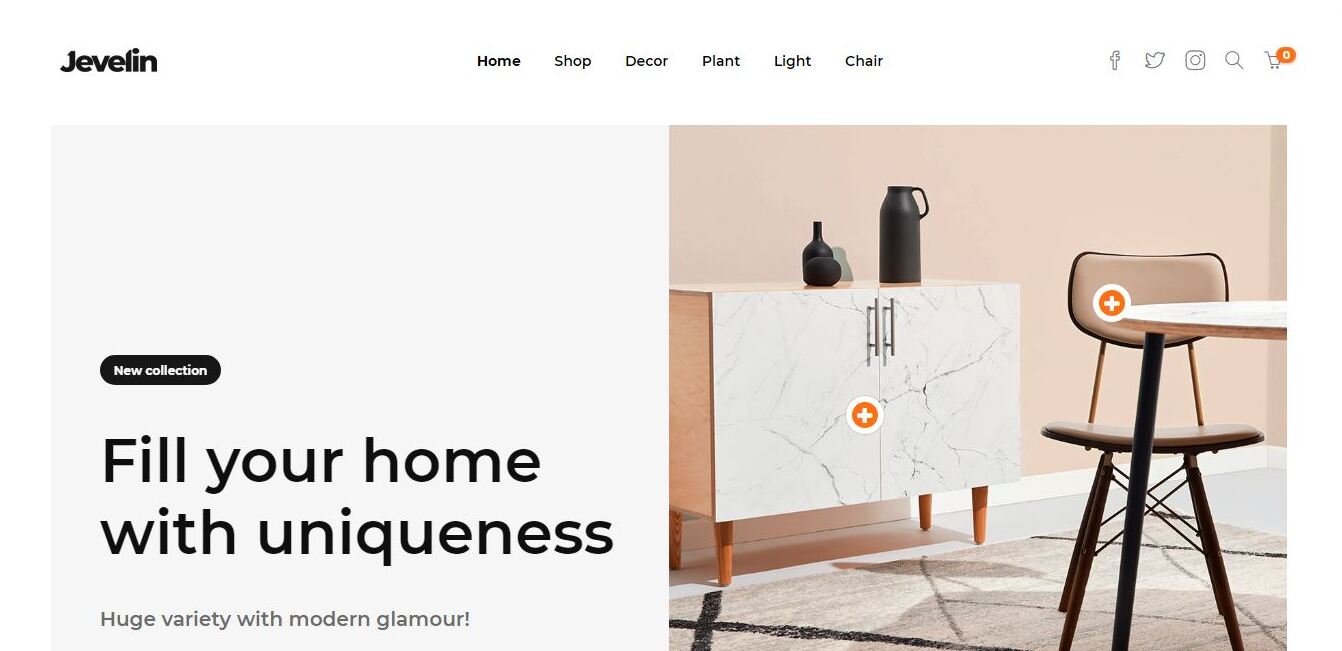 Jevelin
Home Shop Decor Plant Light Chair
0
New collection
Fill your home
with uniqueness
Huge variety with modern glamour!